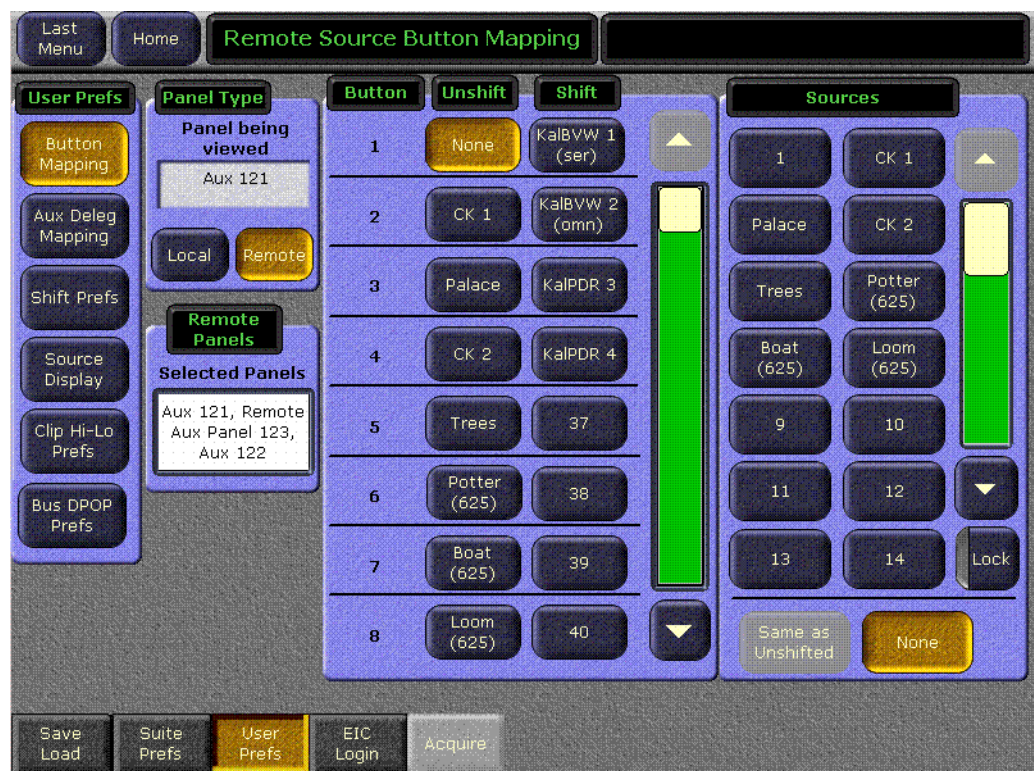 Last
Menu
Home
Remote Source Button Mapping
User Prefs
Button
Mapping
Aux Deleg
Mapping
Shift Prefs
Source
Display
Clip Hi-Lo
Prefs
Bus DPOP
Prefs
Panel Type
Panel being
viewed
Aux 121
Local
Remote
Remote
Panels
Selected Panels
Aux 121, Remote
Aux Panel 123,
Aux 122
Button
Unshift
Shift
1
None
KalBVW 1
(ser)
2
CK 1
KalBVW 2
(omn)
3
Palace
KalPDR 3
4
CK 2
KalPDR 4
5
Trees
37
6
Potter
(625)
38
7
Boat
(625)
39
8
Loom
(625)
40
Sources
1
CK 1
Palace
CK 2
Trees
Potter
(625)
Boat
(625)
Loom
(625)
9
10
11
12
13
14
Lock
Same as
Unshifted
None
Save
Load
Suite
Prefs
User
Prefs
EIC
Login
Acquire